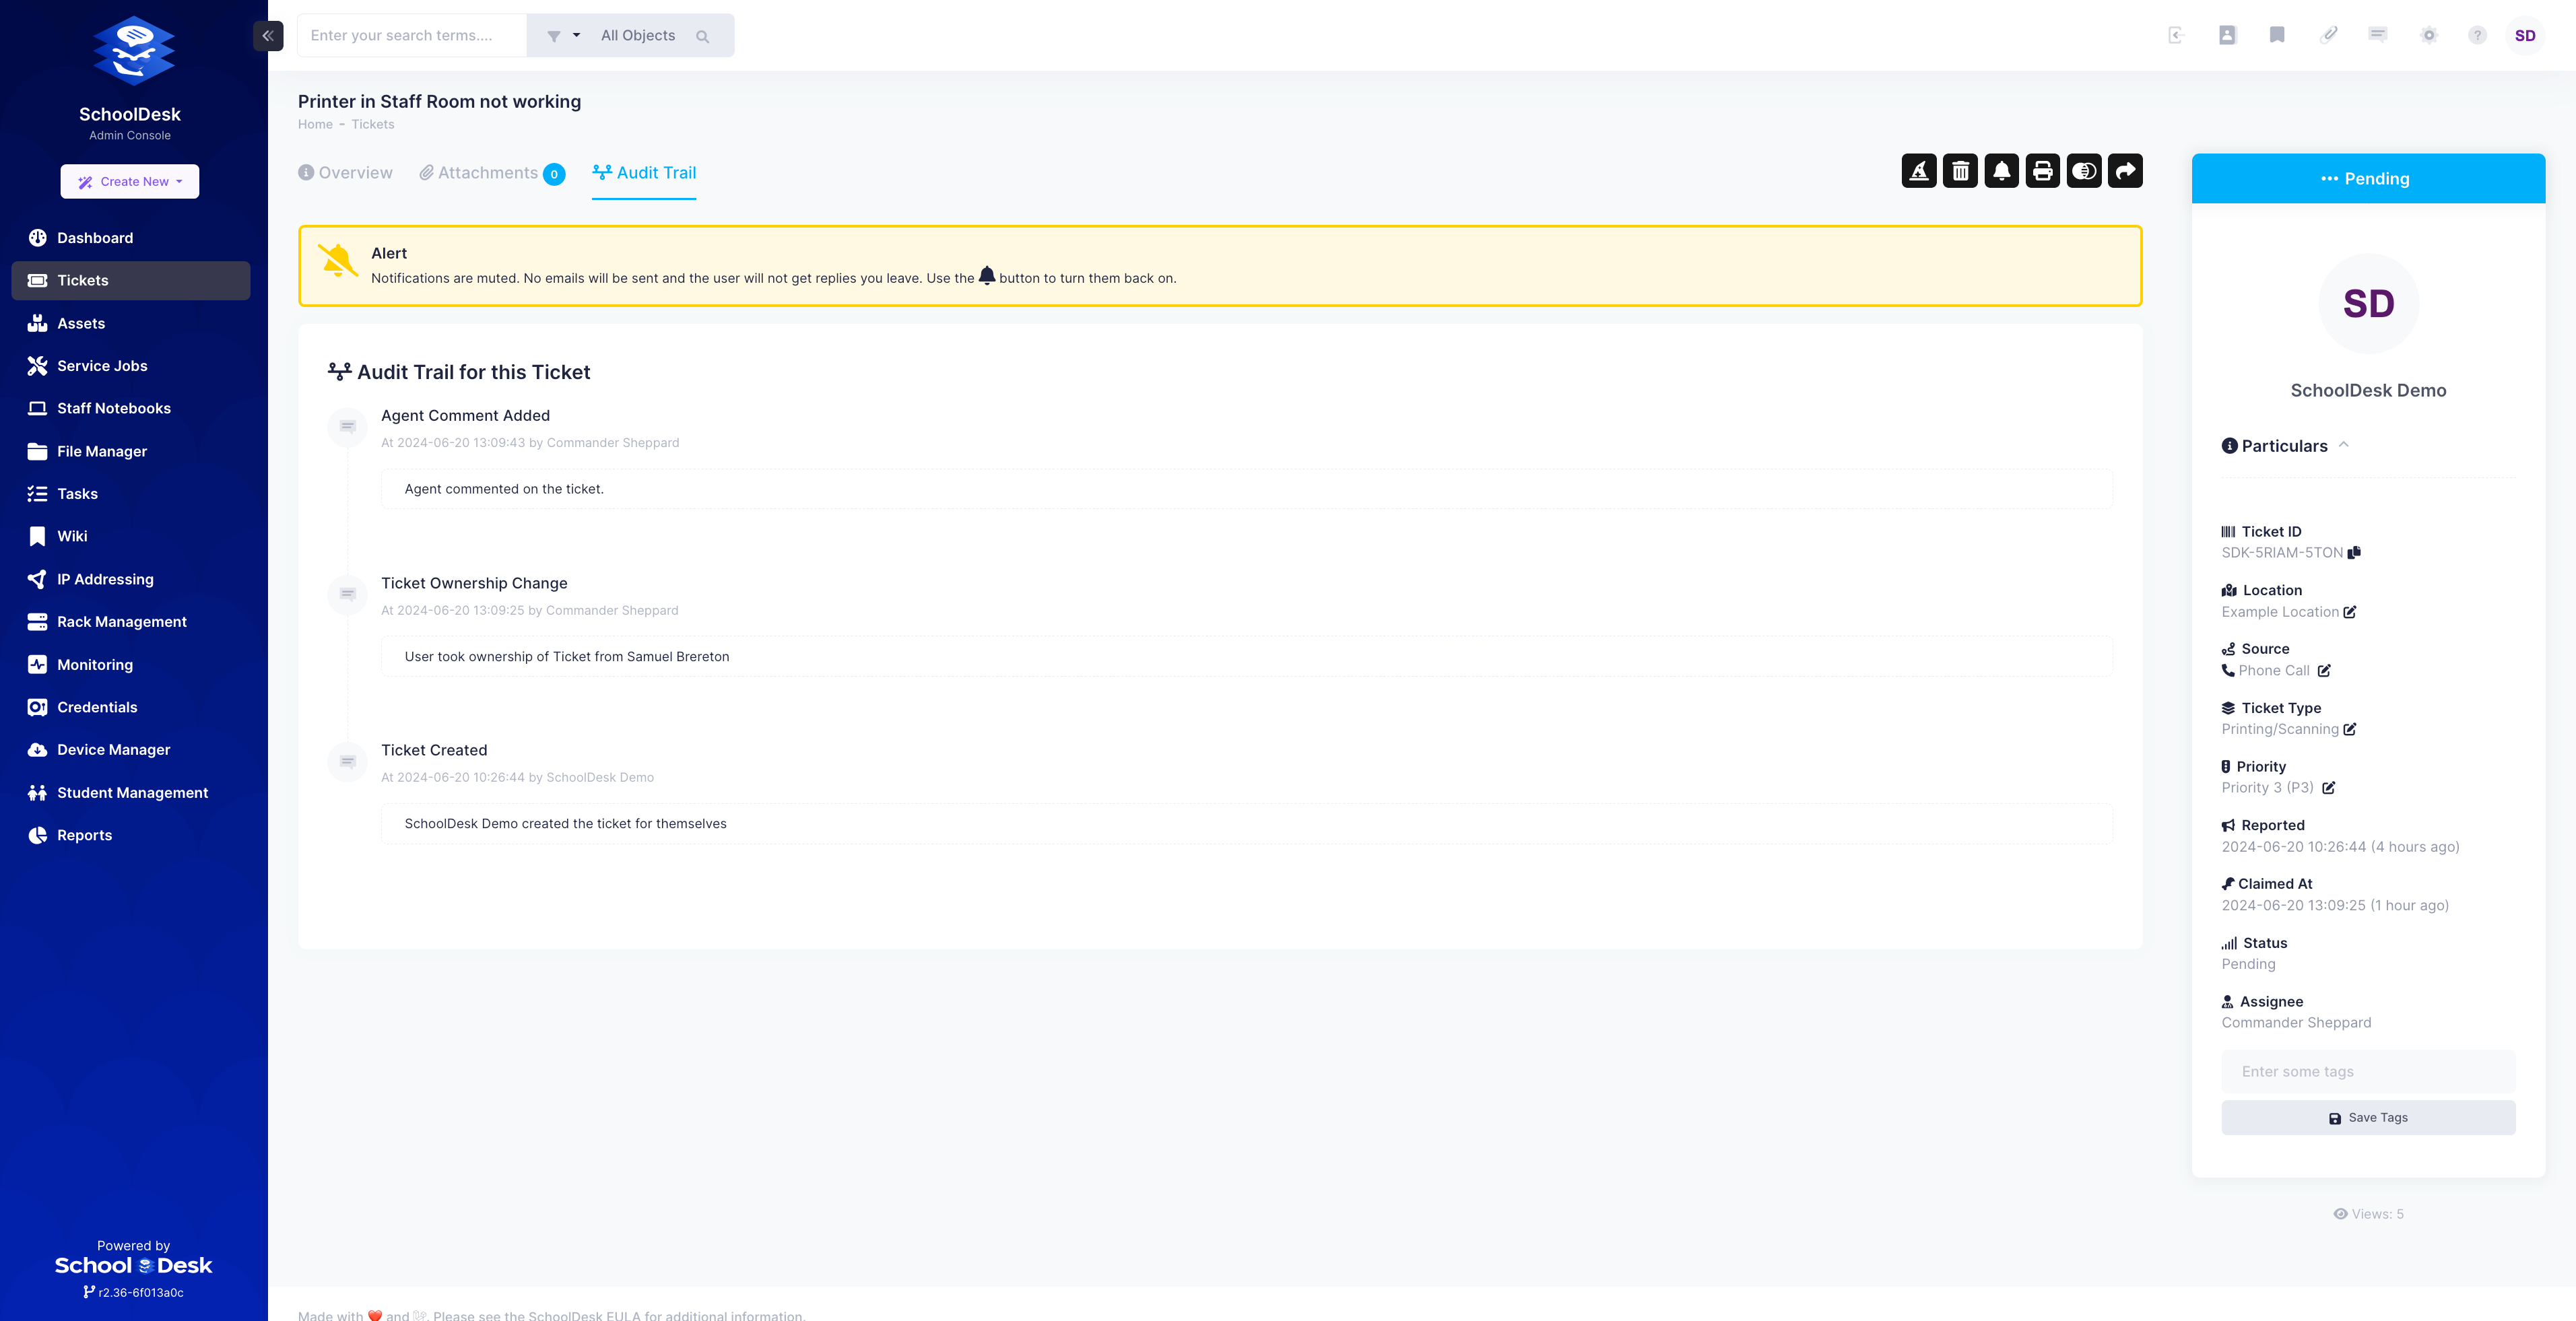 SchoolDesk
Admin Console
Create New
Dashboard
Tickets
Assets
Service Jobs
Staff Notebooks
File Manager
Tasks
Wiki
IP Addressing
Rack Management
Monitoring
Credentials
Device Manager
Student Management
Reports
Powered by
School Desk
r2.36-6f013a0c
Enter your search terms....
All Objects
SD
Printer in Staff Room not working
Home - Tickets
Overview
Attachments 0
Audit Trail
Alert
Notifications are muted. No emails will be sent and the user will not get replies you leave. Use the button to turn them back on.
Audit Trail for this Ticket
Agent Comment Added
At 2024-06-20 13:09:43 by Commander Sheppard
Agent commented on the ticket.
Ticket Ownership Change
At 2024-06-20 13:09:25 by Commander Sheppard
User took ownership of Ticket from Samuel Brereton
Ticket Created
At 2024-06-20 10:26:44 by SchoolDesk Demo
SchoolDesk Demo created the ticket for themselves
Pending
SD
SchoolDesk Demo
Particulars
Ticket ID
SDK-5RIAM-5TON
Location
Example Location
Source
Phone Call
Ticket Type
Printing/Scanning
Priority
Priority 3 (P3)
Reported
2024-06-20 10:26:44 (4 hours ago)
Claimed At
2024-06-20 13:09:25 (1 hour ago)
Status
Pending
Assignee
Commander Sheppard
Enter some tags
Save Tags
Views: 5
Made with ❤️ and . Please see the SchoolDesk EULA for additional information.